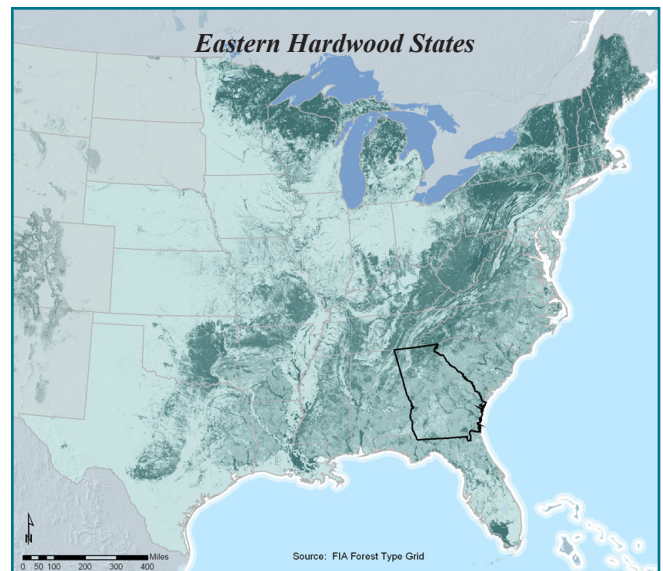 Eastern Hardwood States
N
Miles
0 50 100 200 300 400
Source: FIA Forest Type Grid